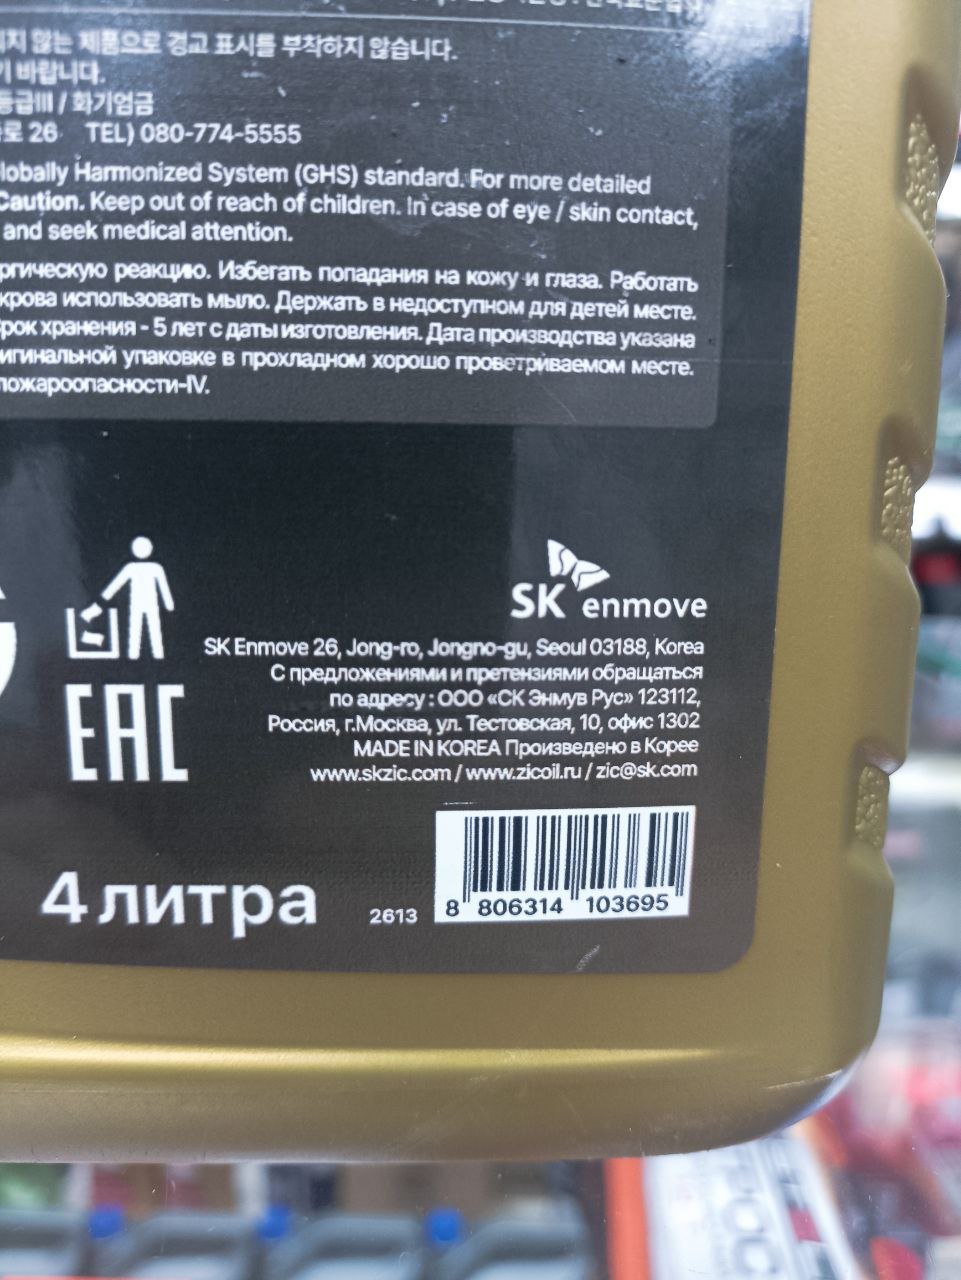 지 않는 제품으로 경고 표시를 부착하지 않습니다.
기 바랍니다.
등급III / 화기엄금
로 26 TEL) 080-774-5555
Globally Harmonized System (GHS) standard. For more detailed
Caution. Keep out of reach of children. In case of eye / skin contact,
and seek medical attention.
реакцию. Избегать попадания на кожу и глаза. Работать
крова использовать мыло. Держать в недоступном для детей месте.
Срок хранения - 5 лет с даты изготовления. Дата производства указана
оригинальной упаковке в прохладном хорошо проветриваемом месте.
пожароопасности-IV.
SK enmove
SK Enmove 26, Jong-ro, Jongno-gu, Seoul 03188, Korea
С предложениями и претензиями обращаться
по адресу : ООО «СК Энмув Рус» 123112,
Россия, г.Москва, ул. Тестовская, 10, офис 1302
MADE IN KOREA Произведено в Корее
www.skzic.com / www.zicoil.ru / zic@sk.com
EAC
4 литра
2613
8 806314 103695